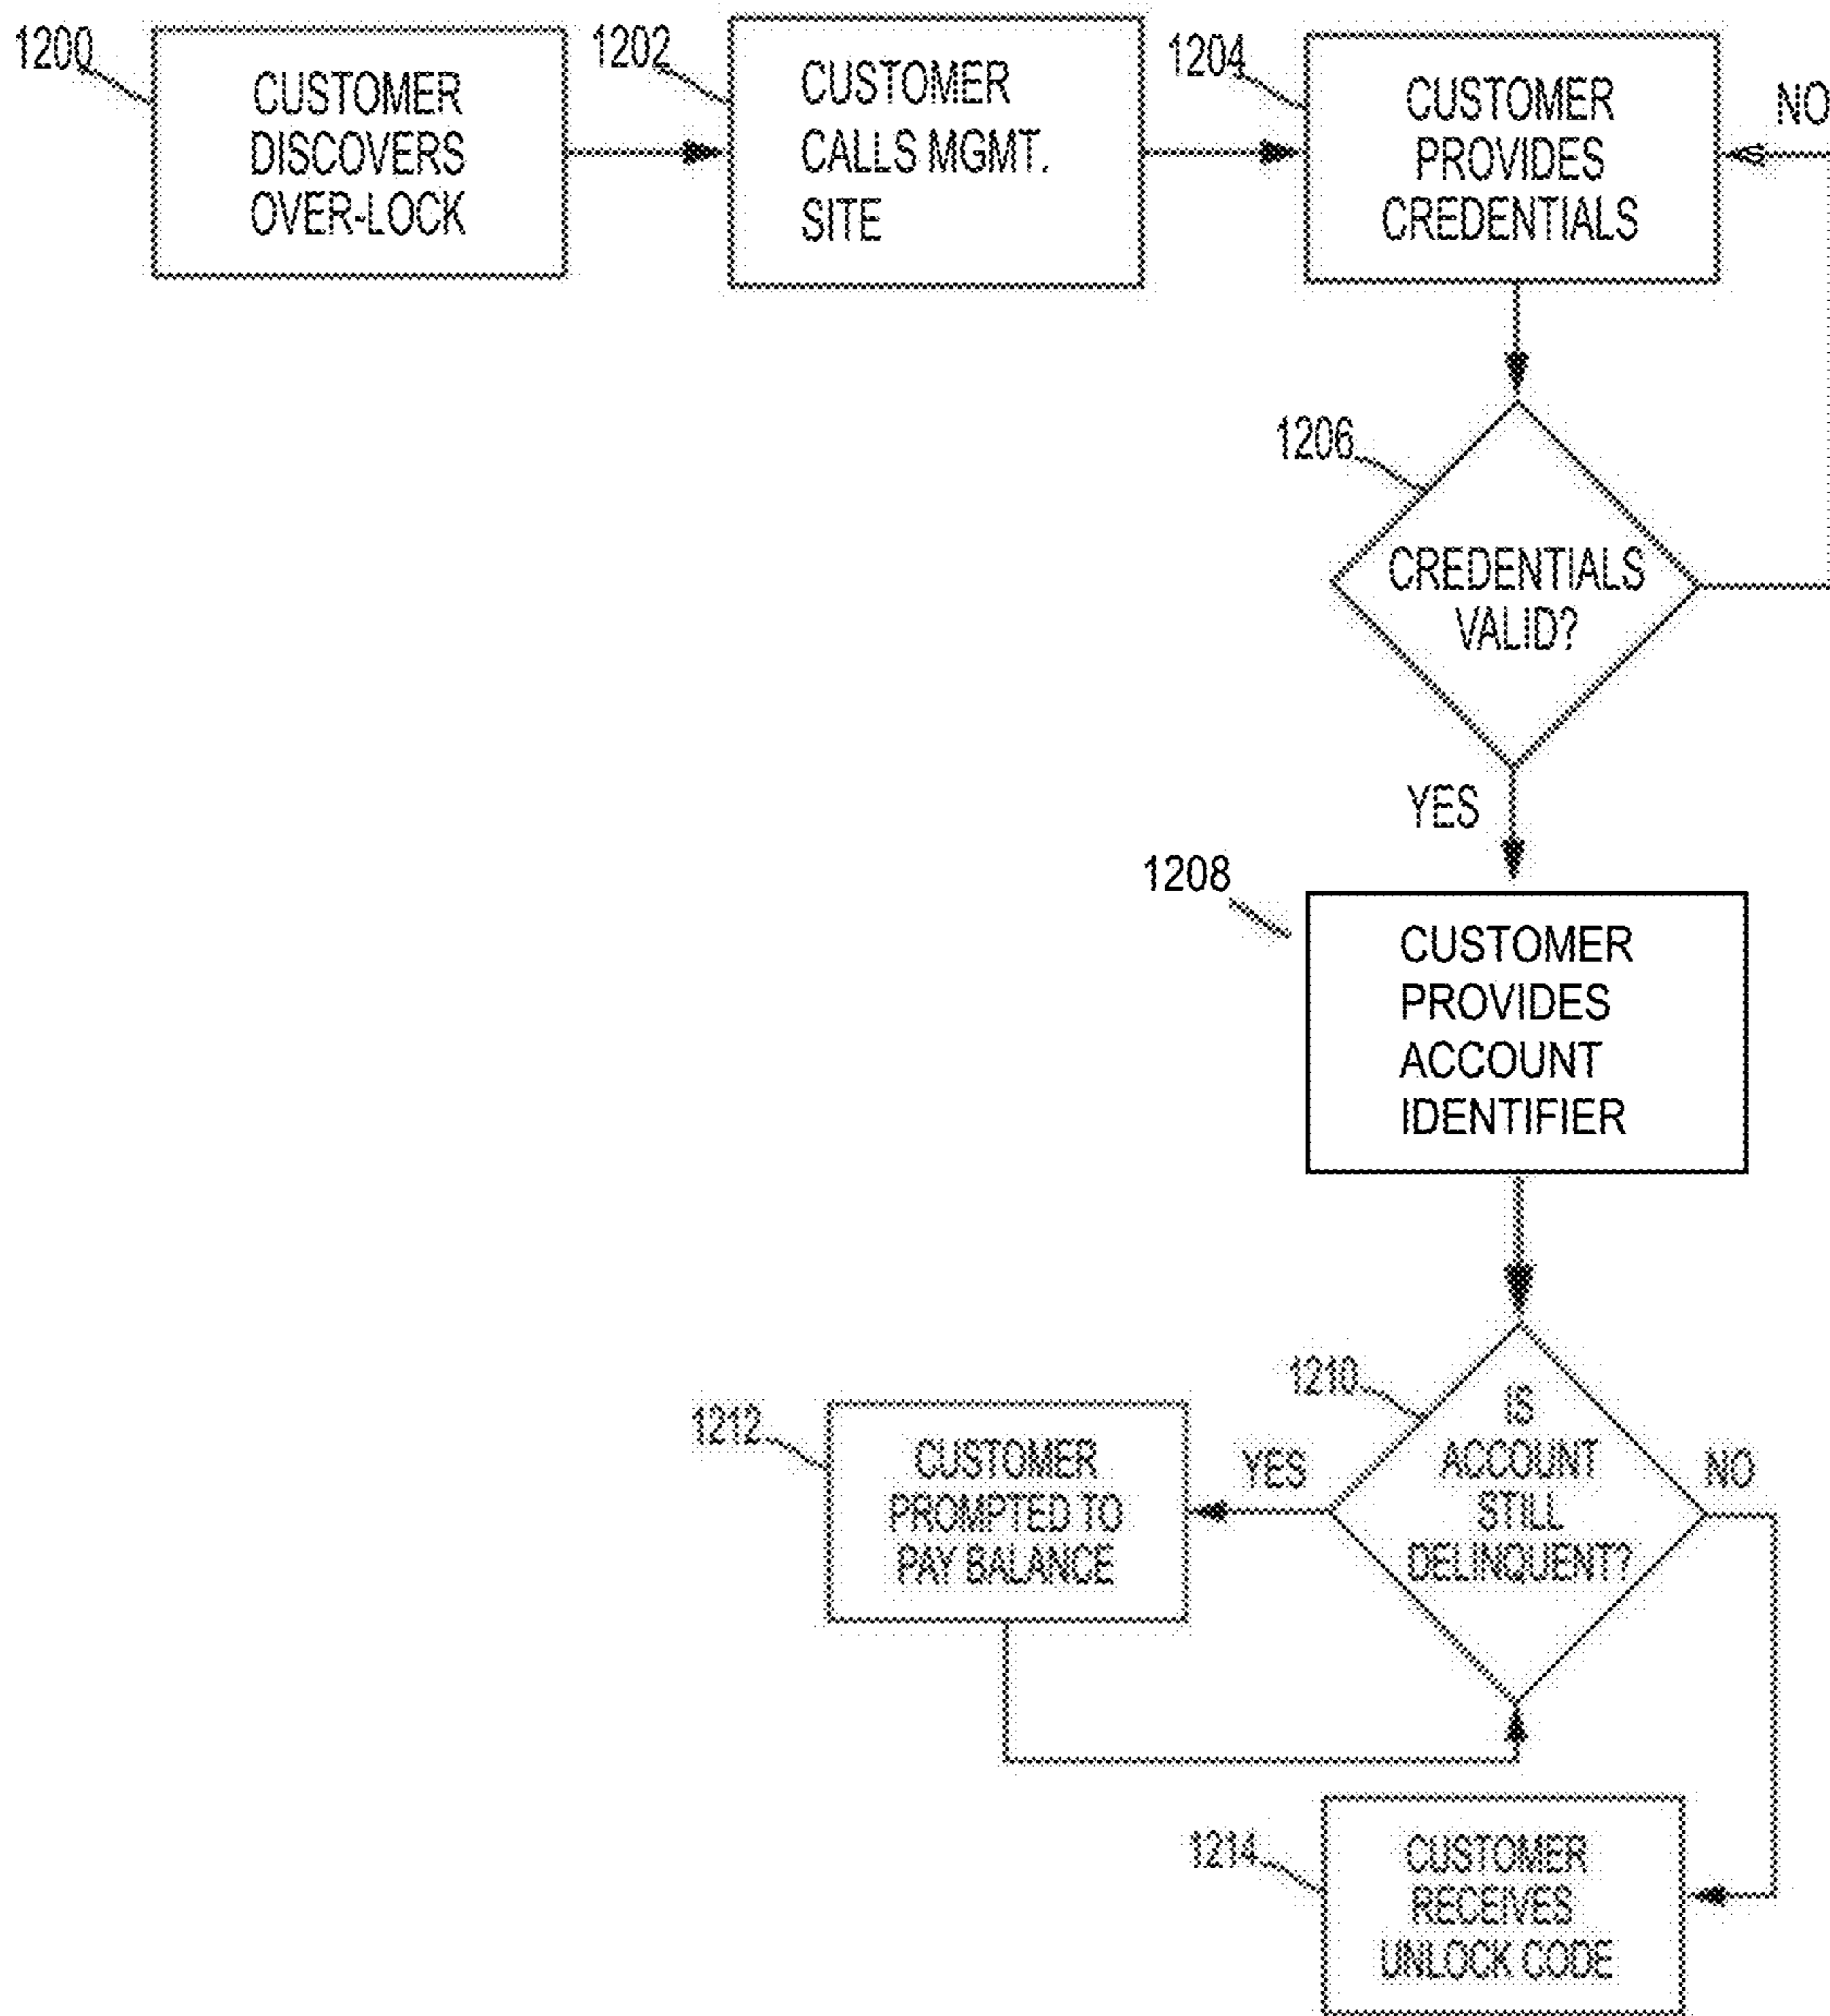 1200
CUSTOMER
DISCOVERS
OVER-LOCK
1202
CUSTOMER
CALLS MGMT.
SITE
1204
CUSTOMER
PROVIDES
CREDENTIALS
NO
1206
CREDENTIALS
VALID?
YES
1208
CUSTOMER
PROVIDES
ACCOUNT
IDENTIFIER
1210
IS
ACCOUNT
STILL
DELINQUENT?
YES
NO
1212
CUSTOMER
PROMPTED TO
PAY BALANCE
1214
CUSTOMER
RECEIVES
UNLOCK CODE